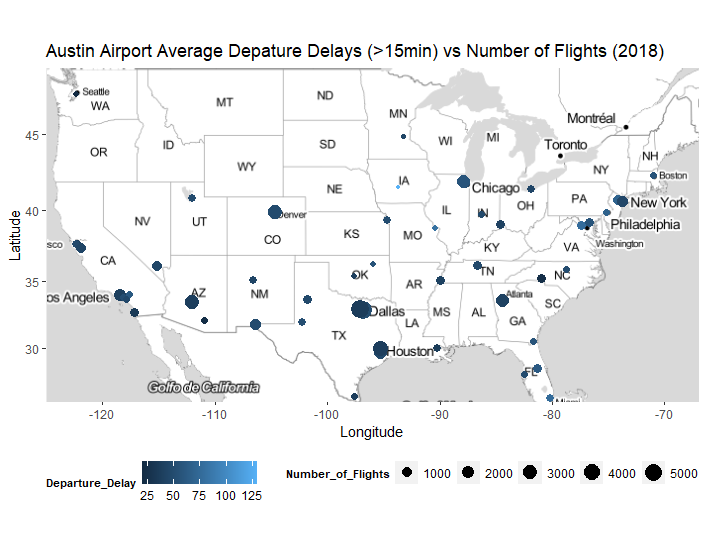 Austin Airport Average Depature Delays (>15min) vs Number of Flights (2018)
Seattle
WA
MT
ND
MN
Montréal
OR
ID
SD
WI
MI
Toronto
NH
WY
NY
Boston
IA
NE
Chicago
PA
New York
NV
UT
Denver
IL
IN
OH
Philadelphia
sco
CO
KS
MO
VA
Washington
CA
KY
os Angeles
AZ
NM
OK
AR
TN
NC
Atlanta
SC
Dallas
MS
AL
GA
TX
LA
Houston
Golfo de California
FL
Miami
45
40
35
30
Latitude
-120 -110 -100 -90 -80 -70
Longitude
Departure_Delay
25 50 75 100 125
Number_of_Flights 1000 2000 3000 4000 5000